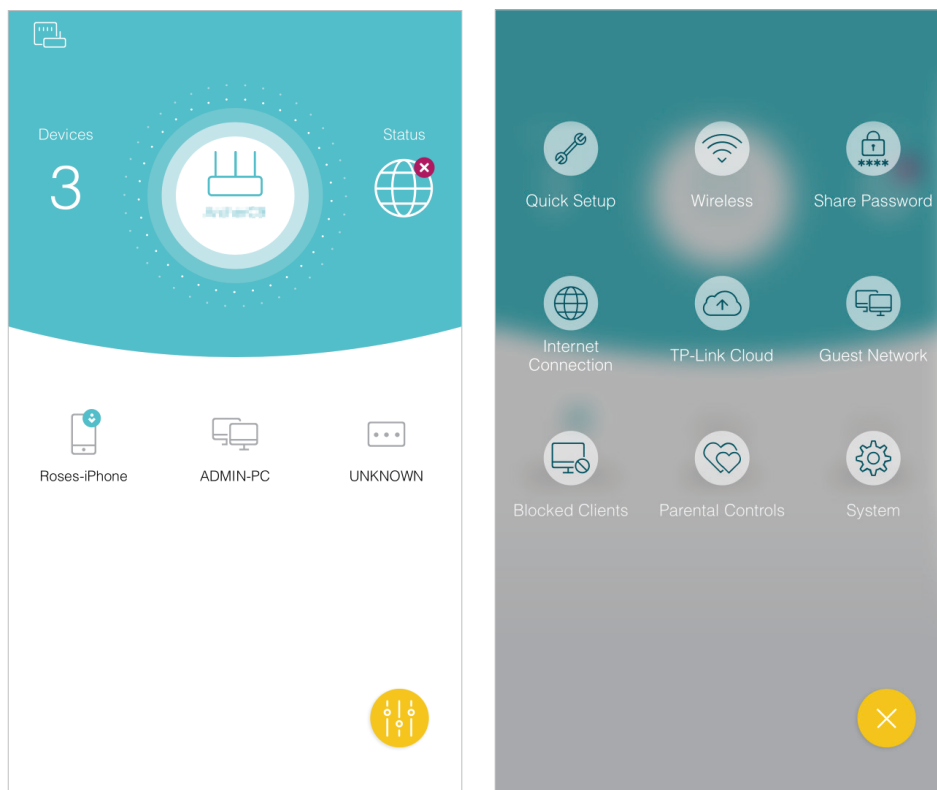 Devices
Status
3
Roses-iPhone
ADMIN-PC
UNKNOWN
Quick Setup
Wireless
Share Password
****
Internet
Connection
TP-Link Cloud
Guest Network
Blocked Clients
Parental Controls
System